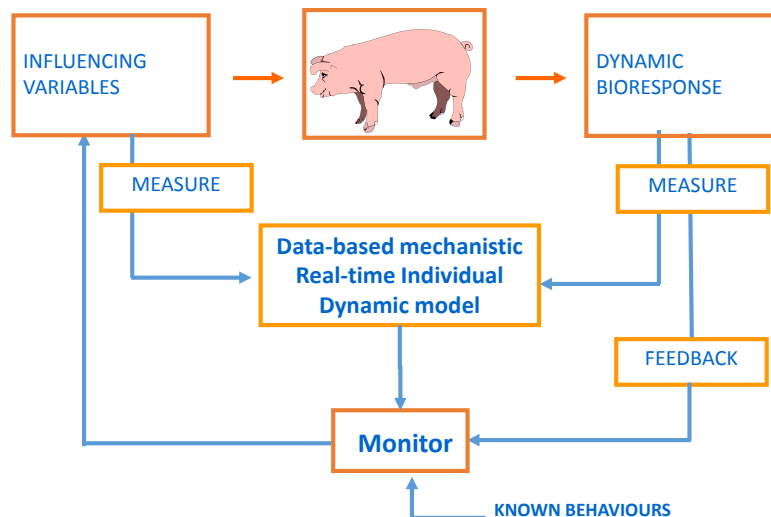 INFLUENCING
VARIABLES
DYNAMIC
BIORESPONSE
MEASURE
MEASURE
Data-based mechanistic
Real-time Individual
Dynamic model
FEEDBACK
Monitor
KNOWN BEHAVIOURS